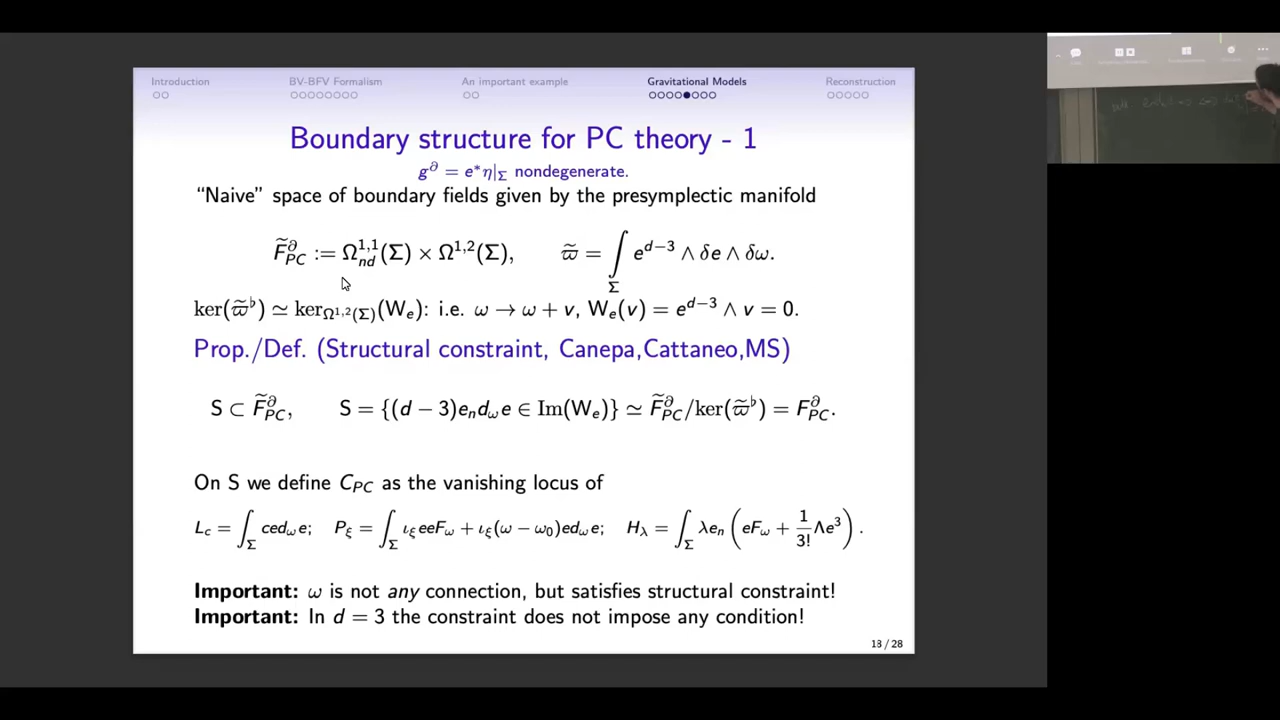 Introduction BV-BFV Formalism An important example Gravitational Models Reconstruction
Boundary structure for PC theory - 1
g^∂ = e*η|_Σ nondegenerate.
“Naive” space of boundary fields given by the presymplectic manifold
F̃^∂_PC := Ω^{1,1}_{nd}(Σ) × Ω^{1,2}(Σ), ϖ̃ = ∫_Σ e^{d−3} ∧ δe ∧ δω.
ker(ϖ̃^♭) ≃ ker_{Ω^{1,2}(Σ)}(W_e): i.e. ω → ω + v, W_e(v) = e^{d−3} ∧ v = 0.
Prop./Def. (Structural constraint, Canepa,Cattaneo,MS)
S ⊂ F̃^∂_PC, S = {(d − 3)e_n d_ω e ∈ Im(W_e)} ≃ F̃^∂_PC/ker(ϖ̃^♭) = F^∂_PC.
On S we define C_PC as the vanishing locus of
L_c = ∫_Σ ced_ω e; P_ξ = ∫_Σ ι_ξ eeF_ω + ι_ξ(ω − ω_0)ed_ω e; H_λ = ∫_Σ λe_n (eF_ω + 1/3! Λe^3).
Important: ω is not any connection, but satisfies structural constraint!
Important: In d = 3 the constraint does not impose any condition!
18 / 28